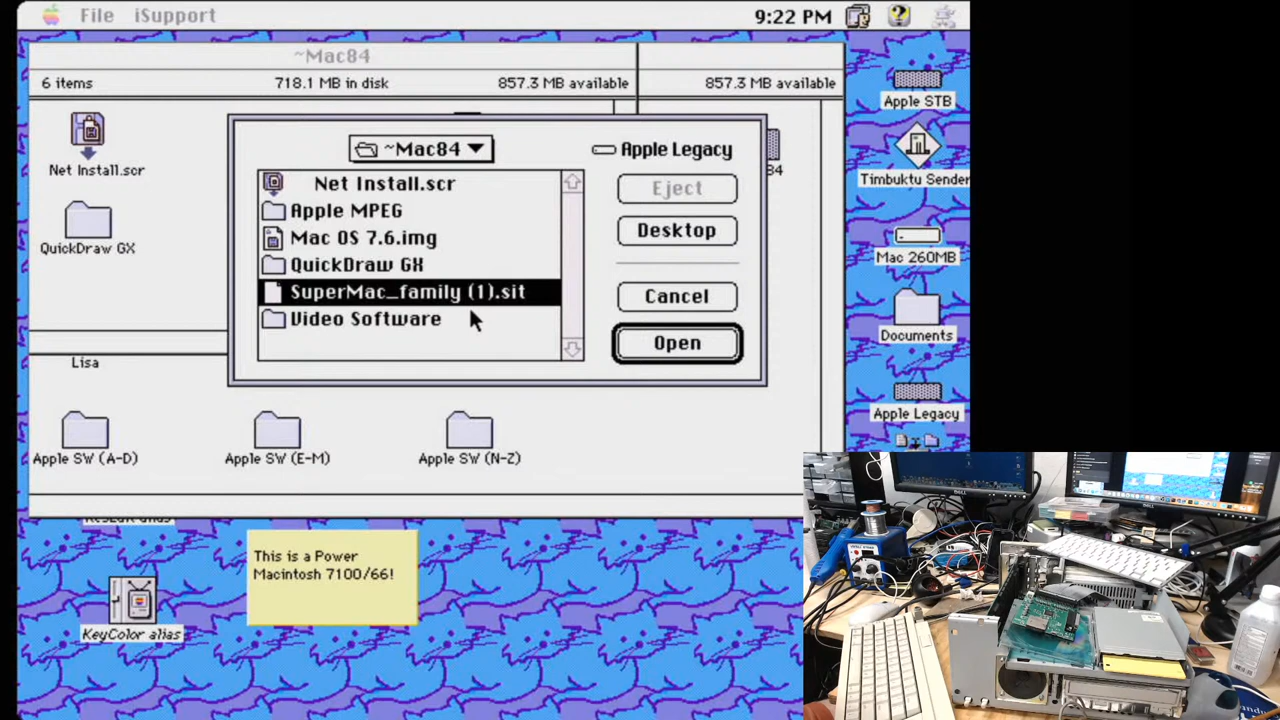 File iSupport 9:22 PM
~Mac84
6 items 718.1 MB in disk 857.3 MB available 857.3 MB available
Net Install.scr
QuickDraw GX
~Mac84
Apple Legacy
Net Install.scr
Apple MPEG
Mac OS 7.6.img
QuickDraw GX
SuperMac_family (1).sit
Video Software
Eject
Desktop
Cancel
Open
84
Lisa
Apple SW (A-D) Apple SW (E-M) Apple SW (N-Z)
Apple STB
Timbuktu Sender
Mac 260MB
Documents
Apple Legacy
This is a Power
Macintosh 7100/66!
KeyColor alias
DELL